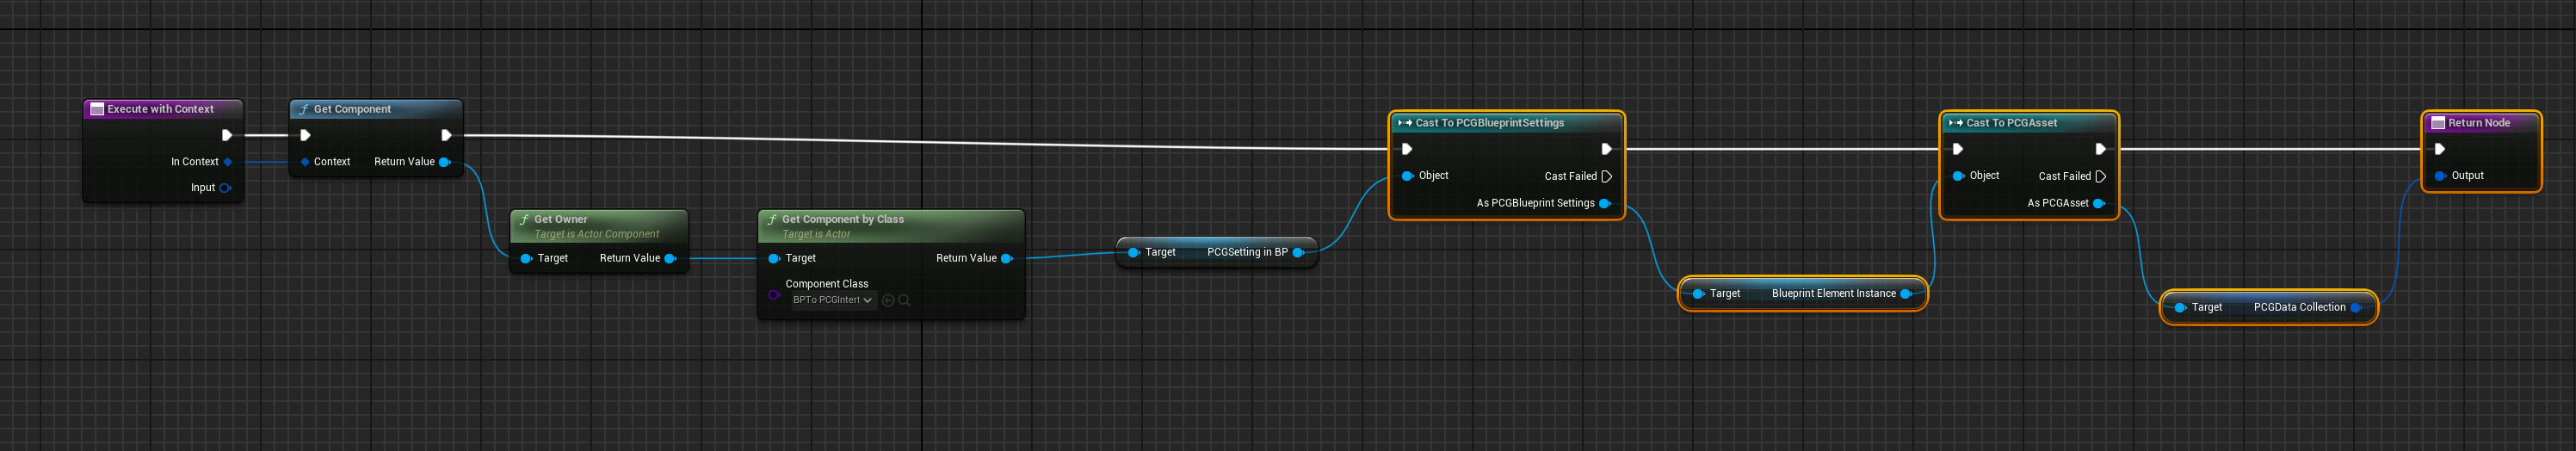 Execute with Context
In Context
Input
Get Component
Context
Return Value
Get Owner
Target is Actor Component
Target
Return Value
Get Component by Class
Target is Actor
Target
Return Value
Component Class
BPTo PCGInterf
Target
PCGSetting in BP
Cast To PCGBlueprintSettings
Object
Cast Failed
As PCGBlueprint Settings
Target
Blueprint Element Instance
Cast To PCGAsset
Object
Cast Failed
As PCGAsset
Target
PCGData Collection
Return Node
Output